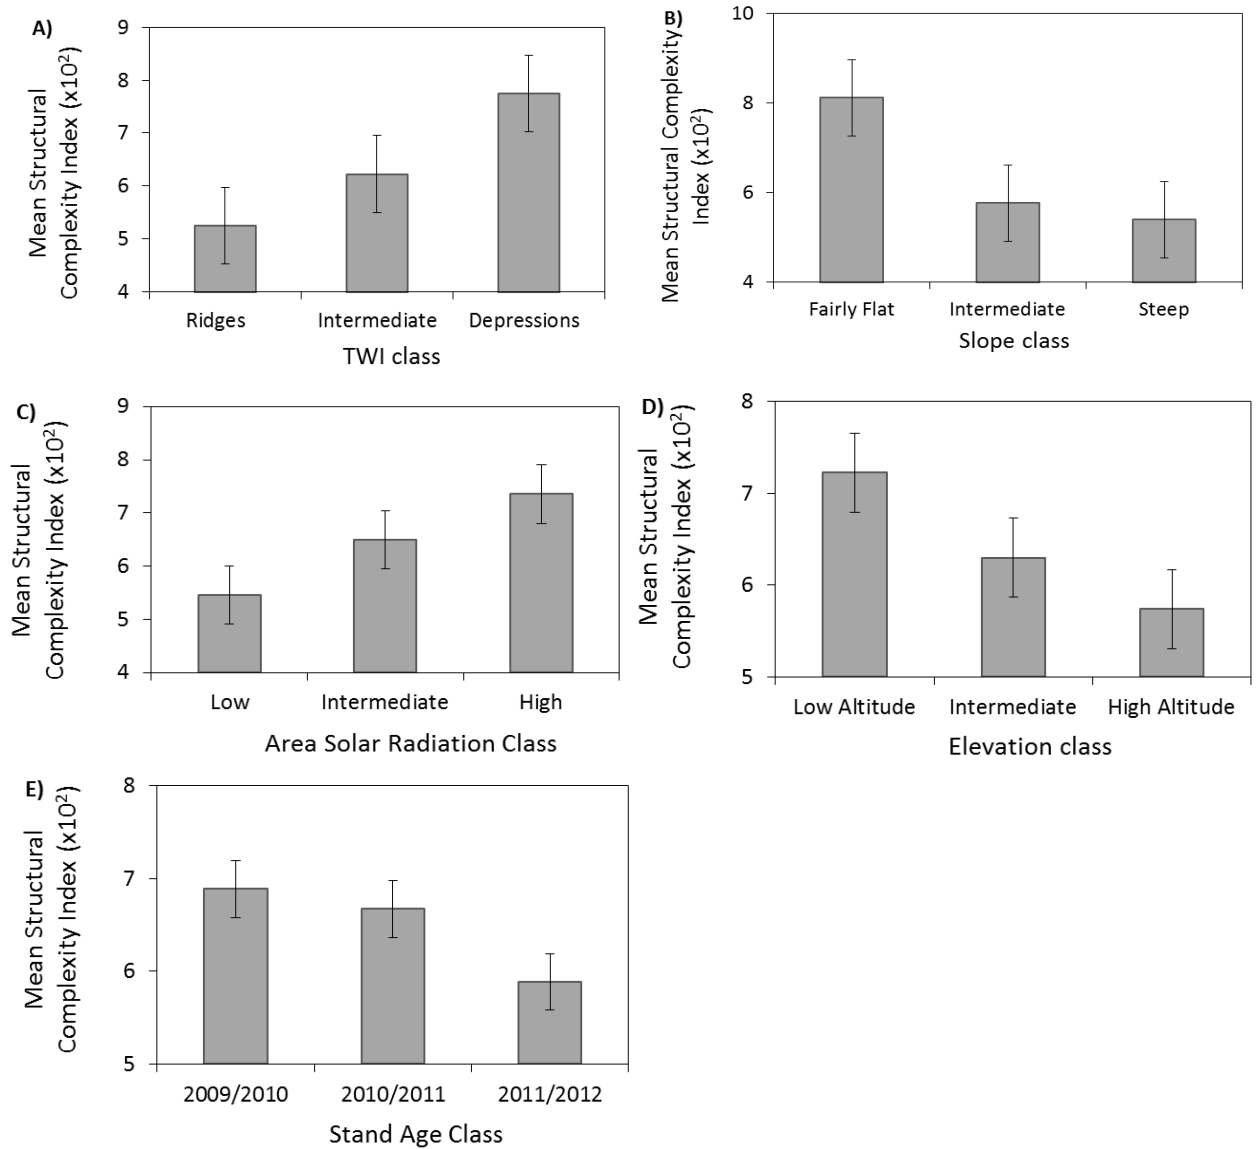 A)
Mean Structural
Complexity Index (x10²)
9
8
7
6
5
4
Ridges Intermediate Depressions
TWI class
B)
Mean Structural Complexity
Index (x10²)
10
8
6
4
Fairly Flat Intermediate Steep
Slope class
C)
Mean Structural
Complexity Index (x10²)
9
8
7
6
5
4
Low Intermediate High
Area Solar Radiation Class
D)
Mean Structural
Complexity Index (x10²)
8
7
6
5
Low Altitude Intermediate High Altitude
Elevation class
E)
Mean Structural
Complexity Index (x10²)
8
7
6
5
2009/2010 2010/2011 2011/2012
Stand Age Class